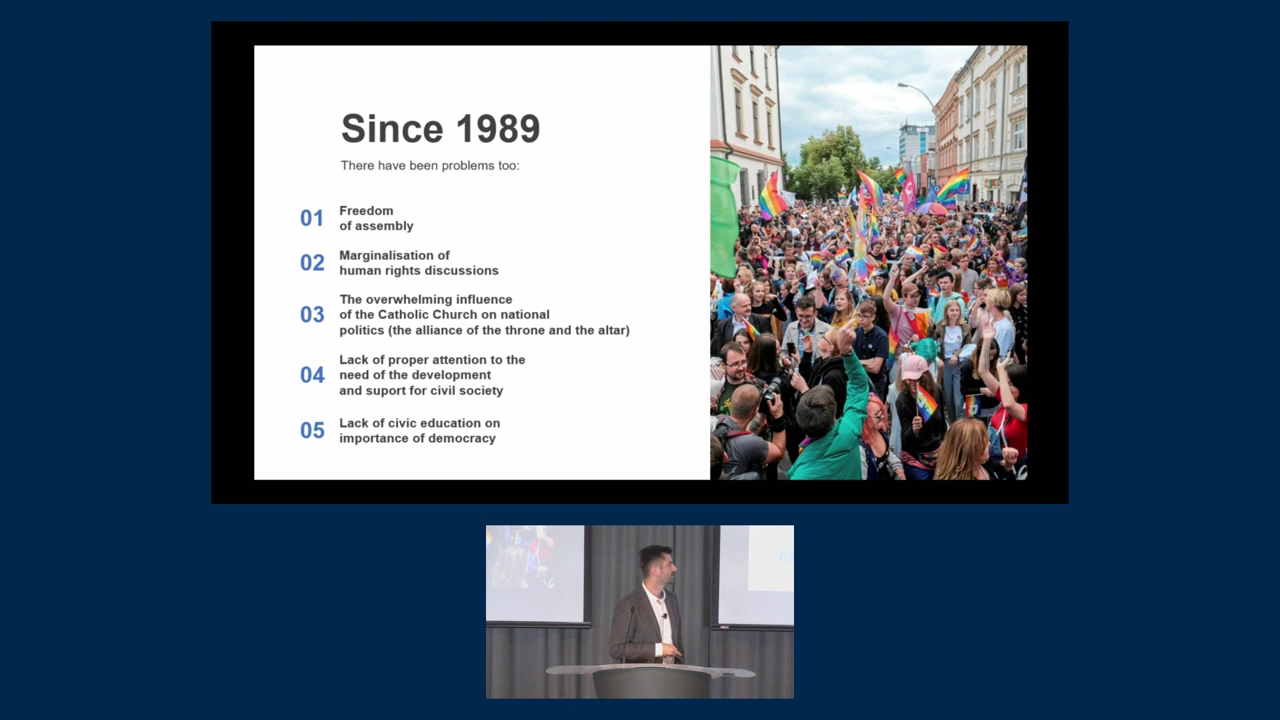 Since 1989
There have been problems too:
01 Freedom
of assembly
02 Marginalisation of
human rights discussions
03 The overwhelming influence
of the Catholic Church on national
politics (the alliance of the throne and the altar)
04 Lack of proper attention to the
need of the development
and suport for civil society
05 Lack of civic education on
importance of democracy